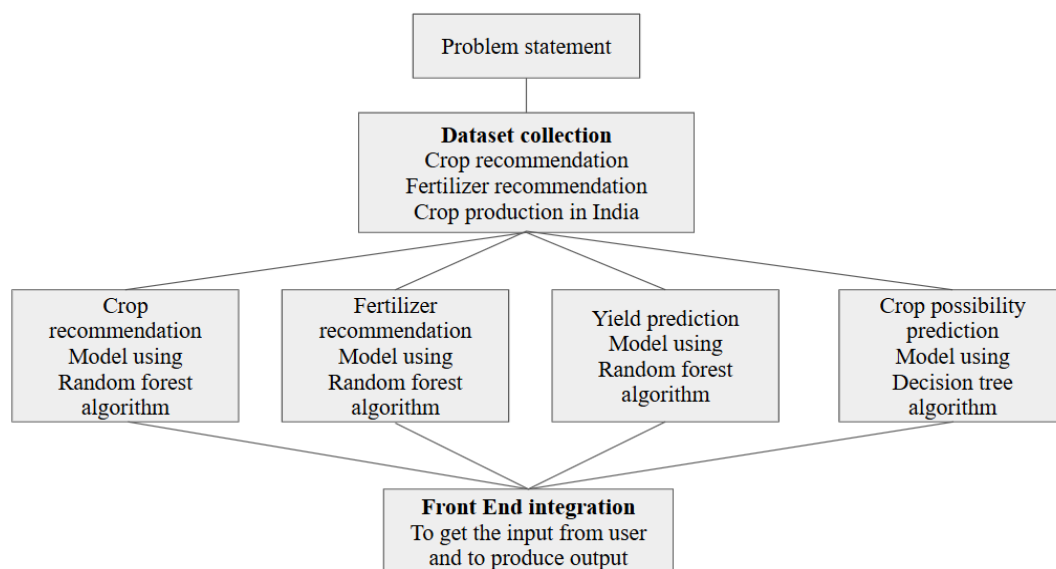 Problem statement
Dataset collection
Crop recommendation
Fertilizer recommendation
Crop production in India
Crop
recommendation
Model using
Random forest
algorithm
Fertilizer
recommendation
Model using
Random forest
algorithm
Yield prediction
Model using
Random forest
algorithm
Crop possibility
prediction
Model using
Decision tree
algorithm
Front End integration
To get the input from user
and to produce output